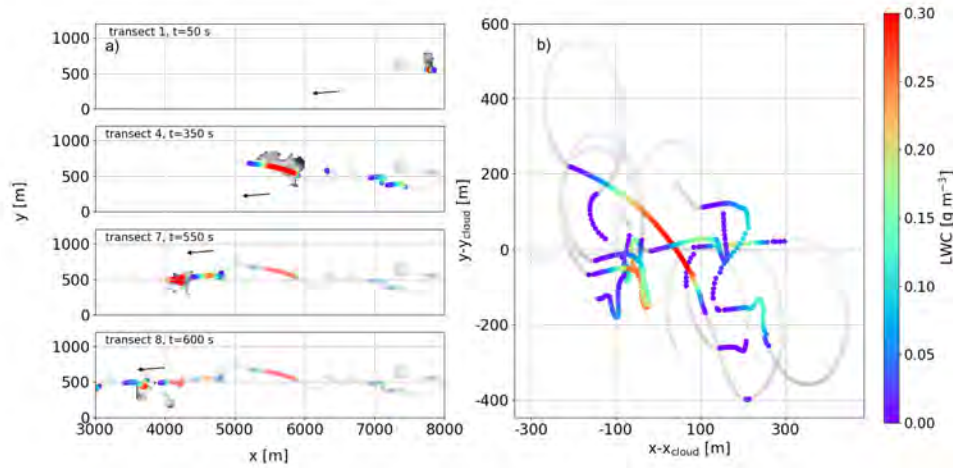 transect 1, t=50 s
a)
1000
500
0
transect 4, t=350 s
1000
500
0
transect 7, t=550 s
1000
500
0
transect 8, t=600 s
1000
500
0
3000 4000 5000 6000 7000 8000
x [m]
y [m]
b)
600
400
200
0
-200
-400
-300 -100 100 300
x-x_cloud [m]
y-y_cloud [m]
0.30
0.25
0.20
0.15
0.10
0.05
0.00
LWC [g m⁻³]